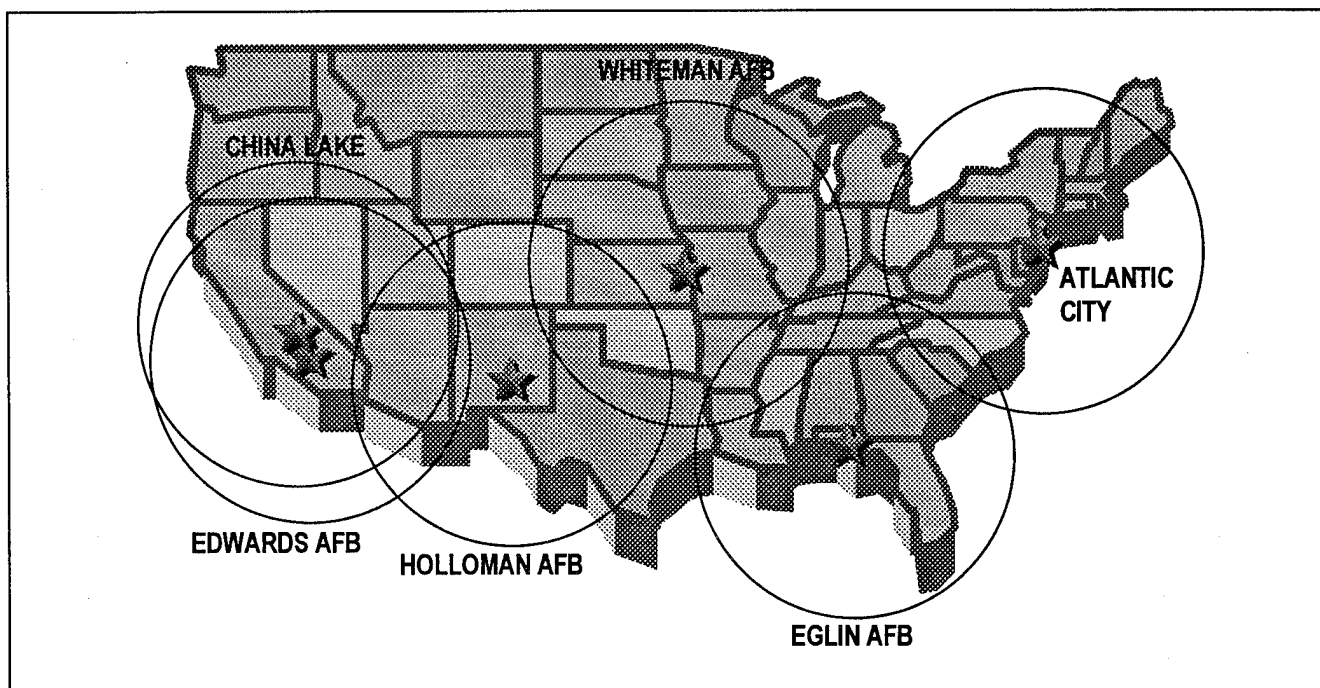 WHITEMAN AFB
CHINA LAKE
ATLANTIC
CITY
EDWARDS AFB
HOLLOMAN AFB
EGLIN AFB